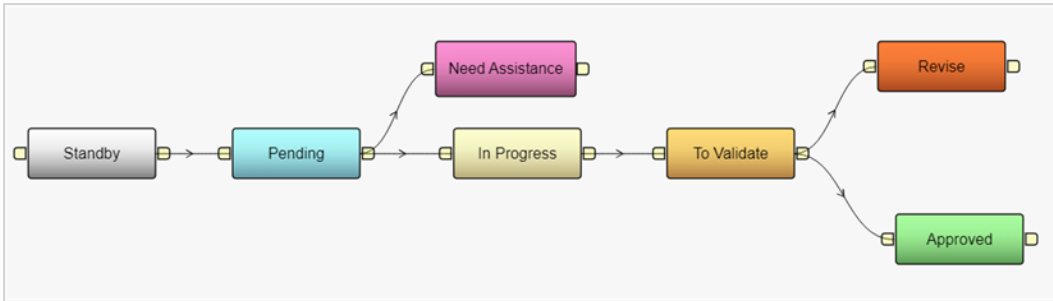 Need Assistance
Revise
Standby
Pending
In Progress
To Validate
Approved